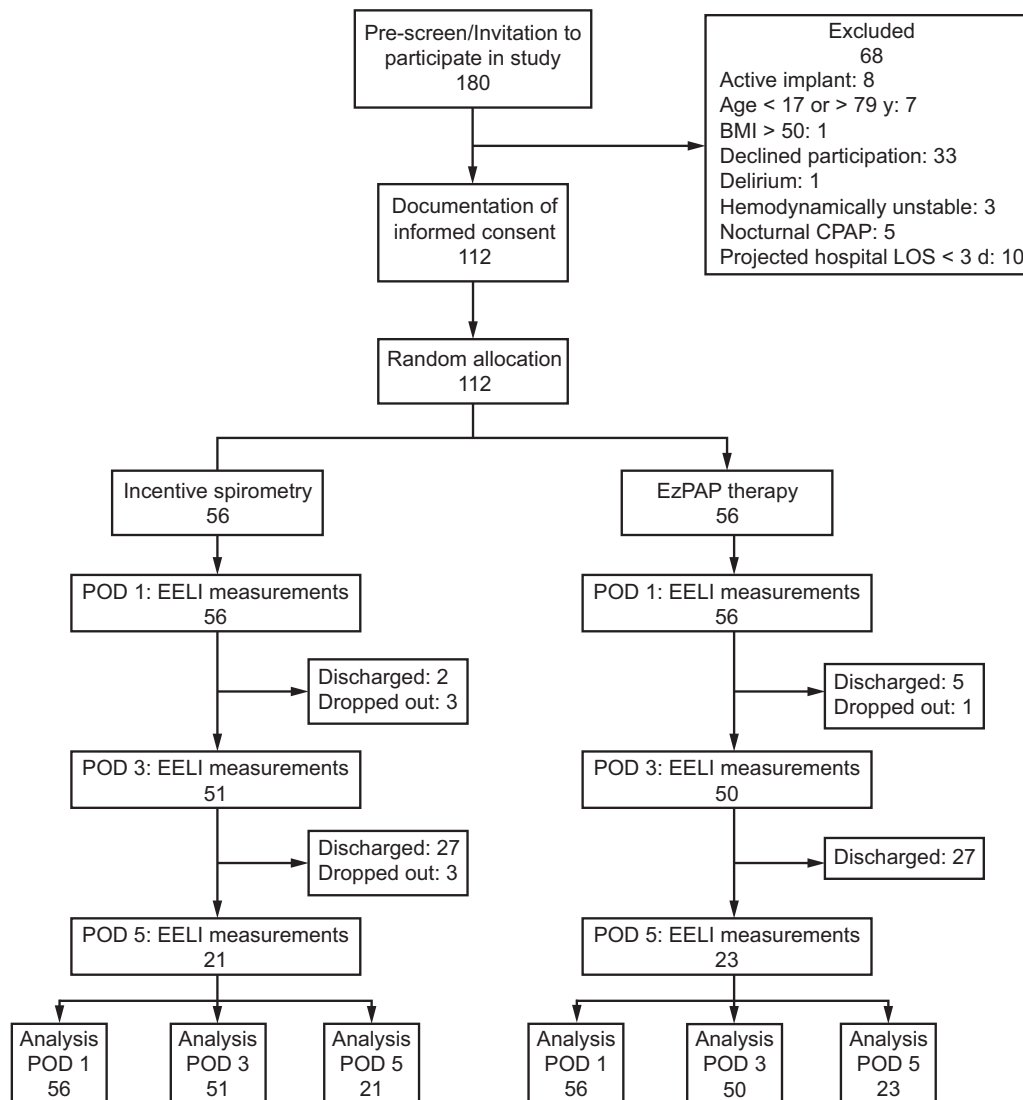 Pre-screen/Invitation to
participate in study
180
Excluded
68
Active implant: 8
Age < 17 or > 79 y: 7
BMI > 50: 1
Declined participation: 33
Delirium: 1
Hemodynamically unstable: 3
Nocturnal CPAP: 5
Projected hospital LOS < 3 d: 10
Documentation of
informed consent
112
Random allocation
112
Incentive spirometry
56
EzPAP therapy
56
POD 1: EELI measurements
56
POD 1: EELI measurements
56
Discharged: 2
Dropped out: 3
Discharged: 5
Dropped out: 1
POD 3: EELI measurements
51
POD 3: EELI measurements
50
Discharged: 27
Dropped out: 3
Discharged: 27
POD 5: EELI measurements
21
POD 5: EELI measurements
23
Analysis
POD 1
56
Analysis
POD 3
51
Analysis
POD 5
21
Analysis
POD 1
56
Analysis
POD 3
50
Analysis
POD 5
23